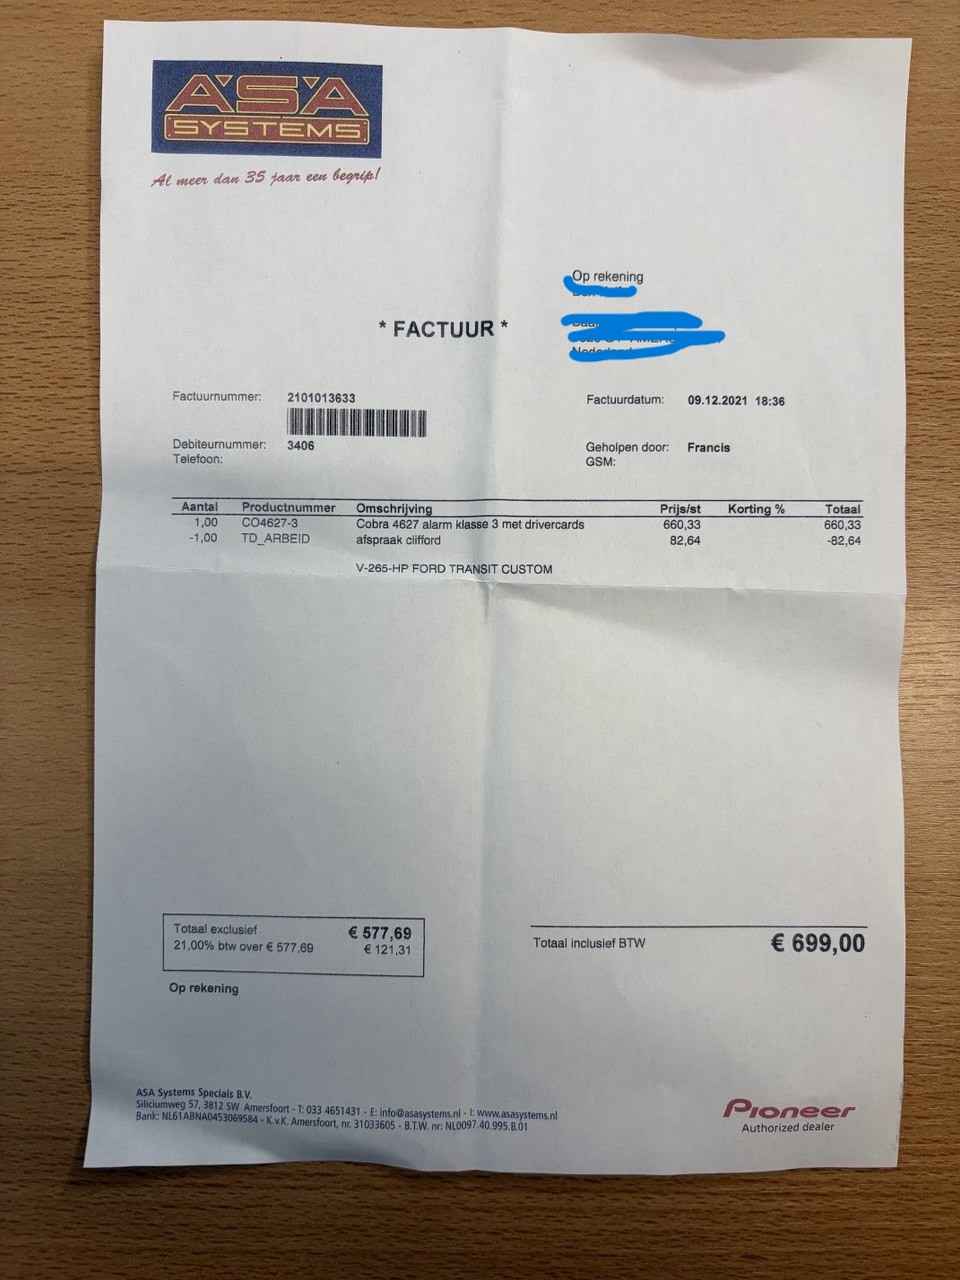 ASA
SYSTEMS
Al meer dan 35 jaar een begrip!
Op rekening
* FACTUUR *
Factuurnummer: 2101013633
Factuurdatum: 09.12.2021 18:36
Debiteurnummer: 3406
Geholpen door: Francis
Telefoon:
GSM:
Aantal Productnummer Omschrijving Prijs/st Korting % Totaal
1,00 CO4627-3 Cobra 4627 alarm klasse 3 met drivercards 660,33 660,33
-1,00 TD_ARBEID afspraak clifford 82,64 -82,64
V-265-HP FORD TRANSIT CUSTOM
Totaal exclusief € 577,69
21,00% btw over € 577,69 € 121,31
Totaal inclusief BTW € 699,00
Op rekening
ASA Systems Specials B.V.
Siliciumweg 57, 3812 SW Amersfoort - T: 033 4651431 - E: info@asasystems.nl - I: www.asasystems.nl
Bank: NL61ABNA0453069584 - K.v.K. Amersfoort, nr. 31033605 - B.T.W. nr: NL0097.40.995.B.01
Pioneer
Authorized dealer